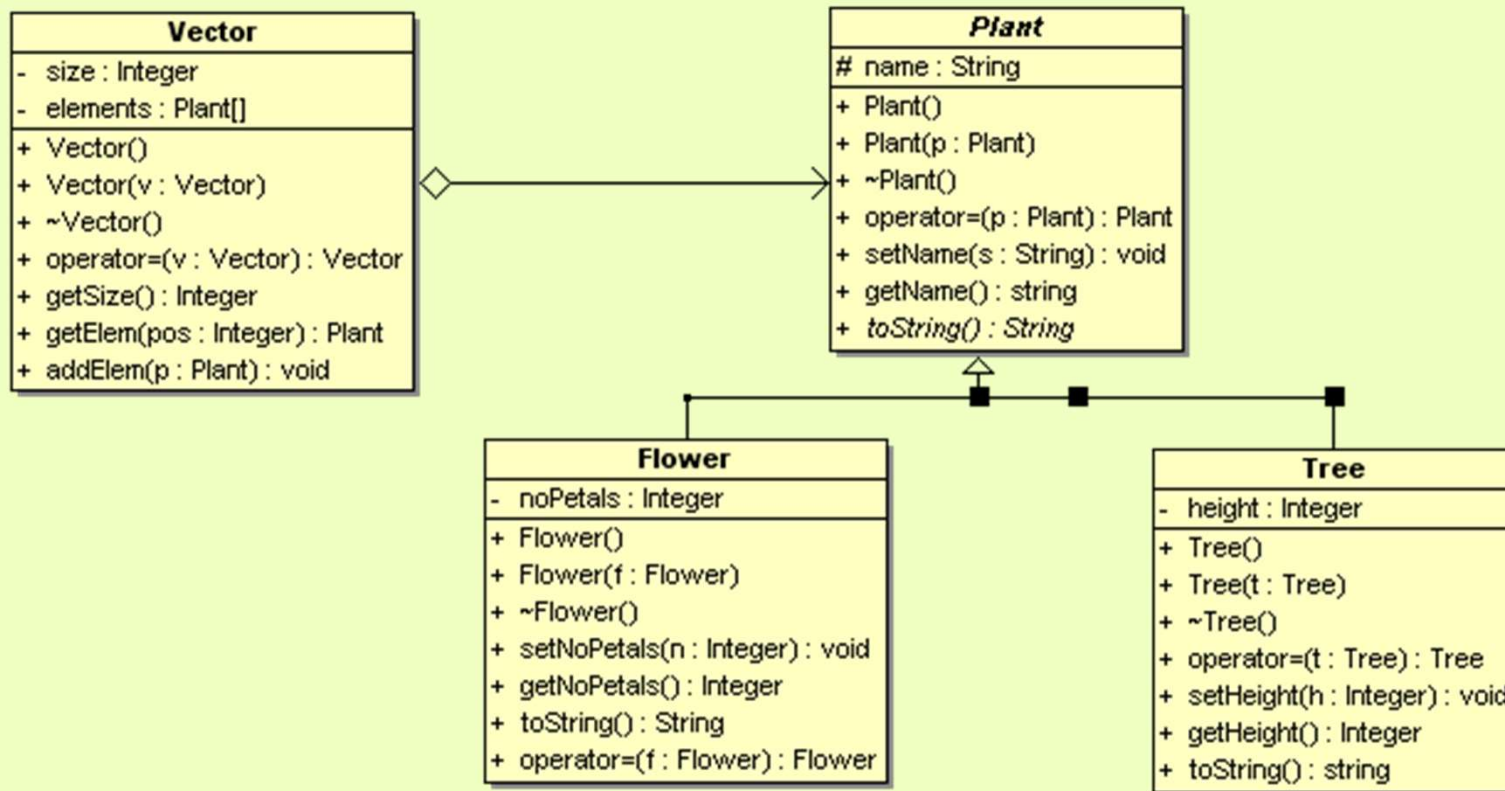 Vector
- size : Integer
- elements : Plant[]
+ Vector()
+ Vector(v : Vector)
+ ~Vector()
+ operator=(v : Vector) : Vector
+ getSize() : Integer
+ getElem(pos : Integer) : Plant
+ addElem(p : Plant) : void
Plant
# name : String
+ Plant()
+ Plant(p : Plant)
+ ~Plant()
+ operator=(p : Plant) : Plant
+ setName(s : String) : void
+ getName() : string
+ toString() : String
Flower
- noPetals : Integer
+ Flower()
+ Flower(f : Flower)
+ ~Flower()
+ setNoPetals(n : Integer) : void
+ getNoPetals() : Integer
+ toString() : String
+ operator=(f : Flower) : Flower
Tree
- height : Integer
+ Tree()
+ Tree(t : Tree)
+ ~Tree()
+ operator=(t : Tree) : Tree
+ setHeight(h : Integer) : void
+ getHeight() : Integer
+ toString() : string